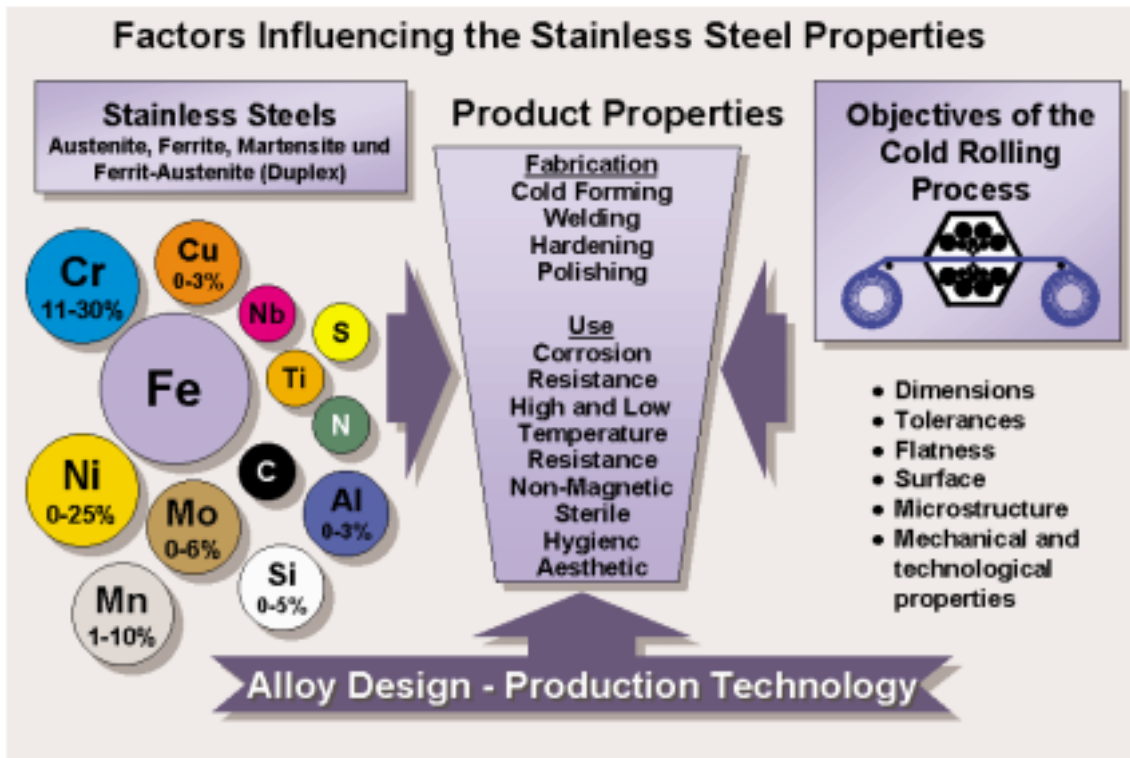 Factors Influencing the Stainless Steel Properties
Stainless Steels
Austenite, Ferrite, Martensite und
Ferrit-Austenite (Duplex)
Cr
11-30%
Cu
0-3%
Nb
S
Fe
Ti
N
Ni
0-25%
C
Mo
0-6%
Al
0-3%
Si
0-5%
Mn
1-10%
Product Properties
Fabrication
Cold Forming
Welding
Hardening
Polishing
Use
Corrosion
Resistance
High and Low
Temperature
Resistance
Non-Magnetic
Sterile
Hygienc
Aesthetic
Objectives of the
Cold Rolling
Process
• Dimensions
• Tolerances
• Flatness
• Surface
• Microstructure
• Mechanical and
technological
properties
Alloy Design - Production Technology